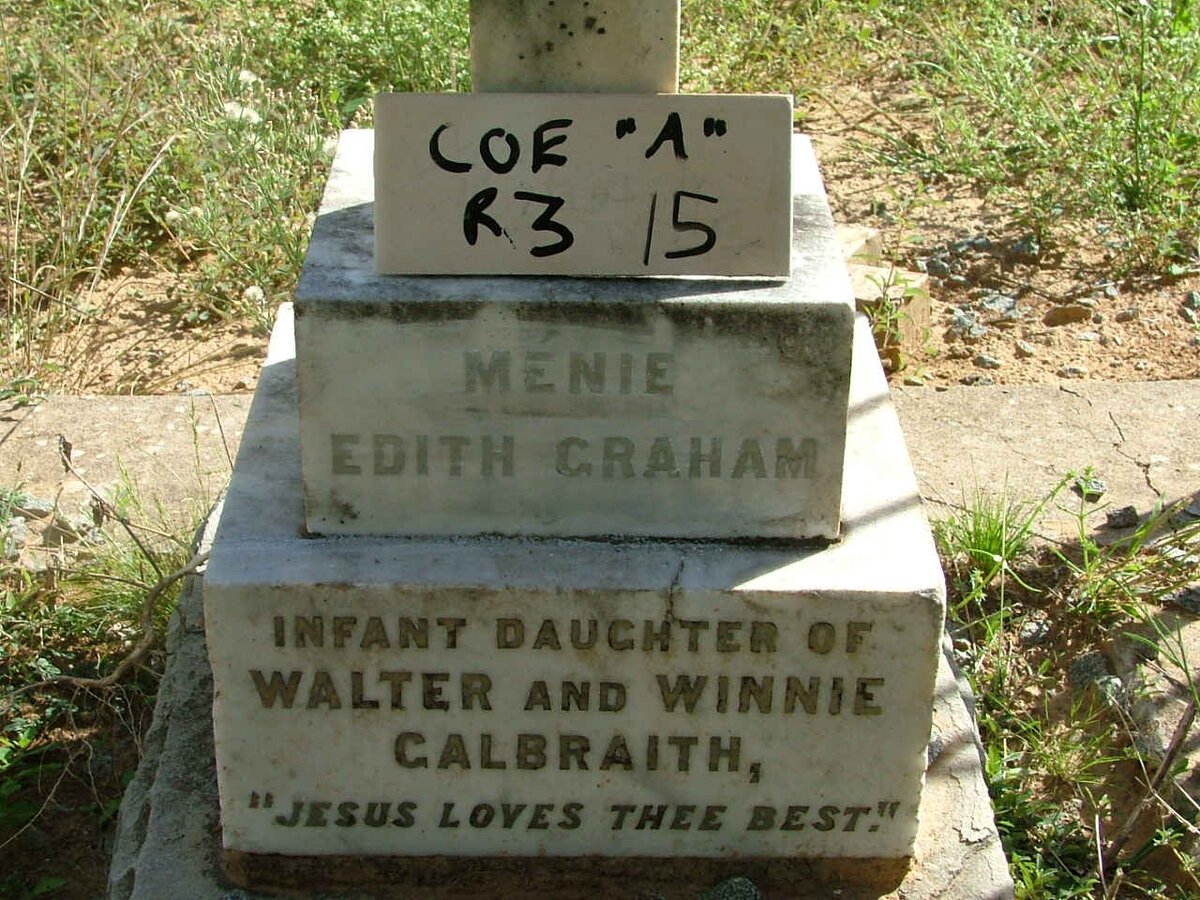 COE "A"
R3 15
MENIE
EDITH GRAHAM
INFANT DAUGHTER OF
WALTER AND WINNIE
GALBRAITH,
"JESUS LOVES THEE BEST."